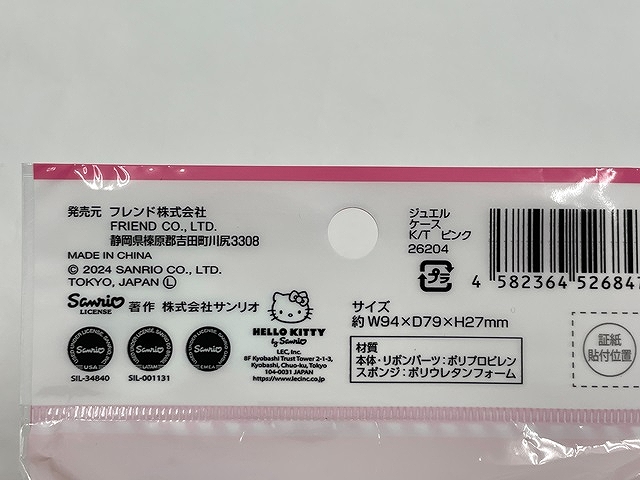 発売元 フレンド株式会社
FRIEND CO., LTD.
静岡県榛原郡吉田町川尻3308
MADE IN CHINA
© 2024 SANRIO CO., LTD.
TOKYO, JAPAN Ⓛ
Sanrio
LICENSE
著作 株式会社サンリオ
HELLO KITTY
by Sanrio
LEC, Inc.
8F Kyobashi Trust Tower 2-1-3,
Kyobashi, Chuo-ku, Tokyo
104-0031 JAPAN
https://www.lecinc.co.jp
Sanrio
USA
SIL-34840
Sanrio
LATAM
SIL-001131
Sanrio
EMEA
ジュエル
ケース
K/T ピンク
26204
プラ
4 582364 526847
サイズ
約 W94×D79×H27mm
材質
本体・リボンパーツ：ポリプロピレン
スポンジ：ポリウレタンフォーム
証紙
貼付位置